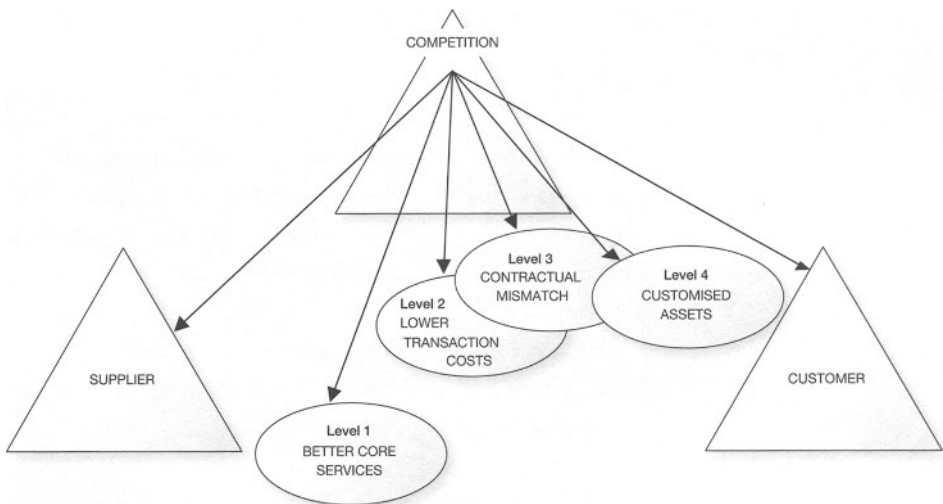 COMPETITION
Level 3
CONTRACTUAL
MISMATCH
Level 4
CUSTOMISED
ASSETS
Level 2
LOWER
TRANSACTION
COSTS
SUPPLIER
CUSTOMER
Level 1
BETTER CORE
SERVICES